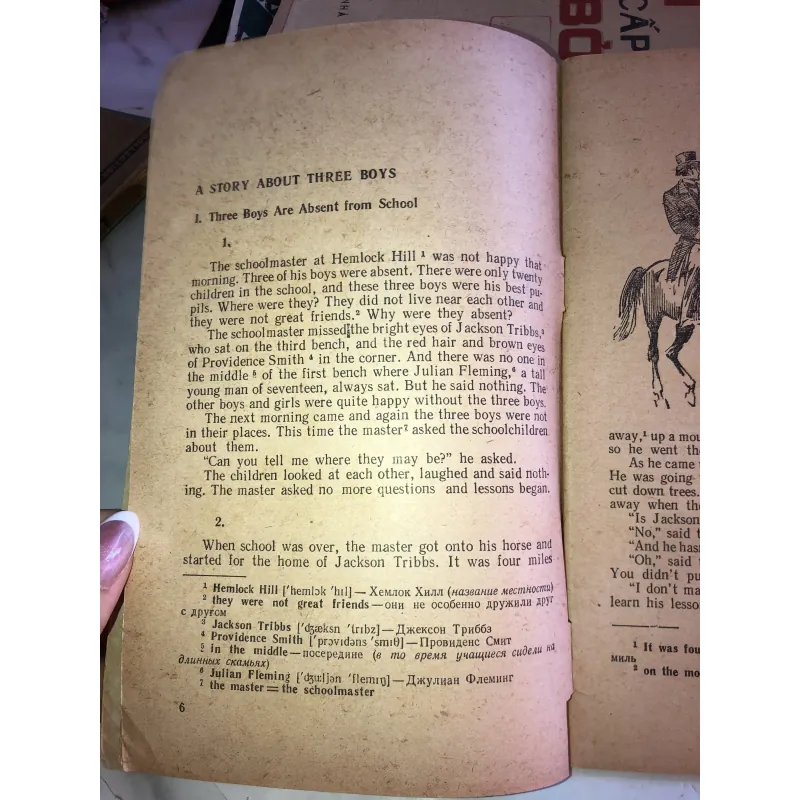 NHÀ
CẤP
BỘ
A STORY ABOUT THREE BOYS
I. Three Boys Are Absent from School
1.
The schoolmaster at Hemlock Hill ¹ was not happy that
morning. Three of his boys were absent. There were only twenty
children in the school, and these three boys were his best pu-
pils. Where were they? They did not live near each other and
they were not great friends.² Why were they absent?
The schoolmaster missed the bright eyes of Jackson Tribbs,³
who sat on the third bench, and the red hair and brown eyes
of Providence Smith ⁴ in the corner. And there was no one in
the middle ⁵ of the first bench where Julian Fleming,⁶ a tall
young man of seventeen, always sat. But he said nothing. The
other boys and girls were quite happy without the three boys.
The next morning came and again the three boys were not
in their places. This time the master⁷ asked the schoolchildren
about them.
“Can you tell me where they may be?” he asked.
The children looked at each other, laughed and said noth-
ing. The master asked no more questions and lessons began.
2.
When school was over, the master got onto his horse and
started for the home of Jackson Tribbs. It was four miles
¹ Hemlock Hill ['hemlɔk 'hɪl] — Хемлок Хилл (название местности)
² they were not great friends — они не особенно дружили друг
с другом
³ Jackson Tribbs ['ʤæksn 'trɪbz] — Джексон Триббз
⁴ Providence Smith ['prɔvɪdəns 'smɪθ] — Провиденс Смит
⁵ in the middle — посередине (в то время учащиеся сидели на
длинных скамьях)
⁶ Julian Fleming ['ʤu:ljən 'flemɪŋ] — Джулиан Флеминг
⁷ the master = the schoolmaster
6
away,¹ up a mou
so he went the
As he came
He was going
cut down trees.
away when the
“Is Jackson
“No,” said t
“And he has
“Oh,” said
You didn't pu
“I don't ma
learn his lesso
¹ It was fou
миль
² on the mo